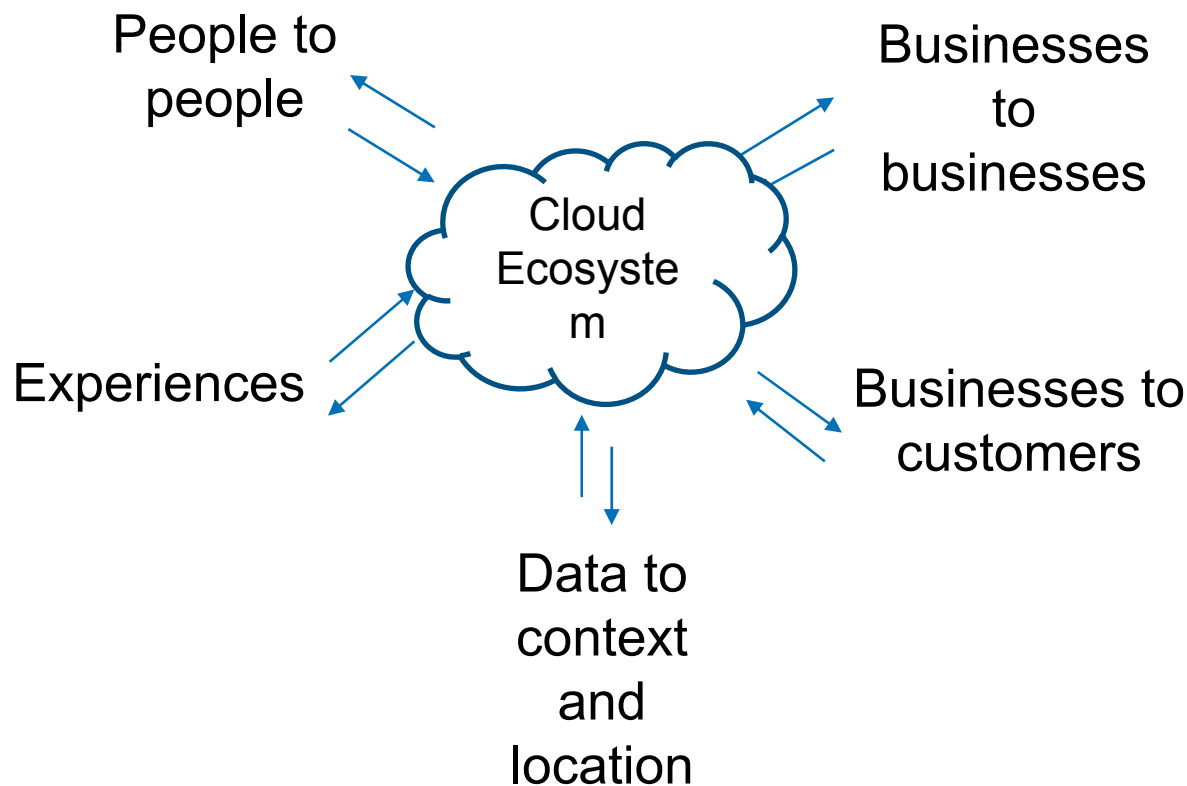 People to
people
Businesses
to
businesses
Cloud
Ecosyste
m
Experiences
Businesses to
customers
Data to
context
and
location